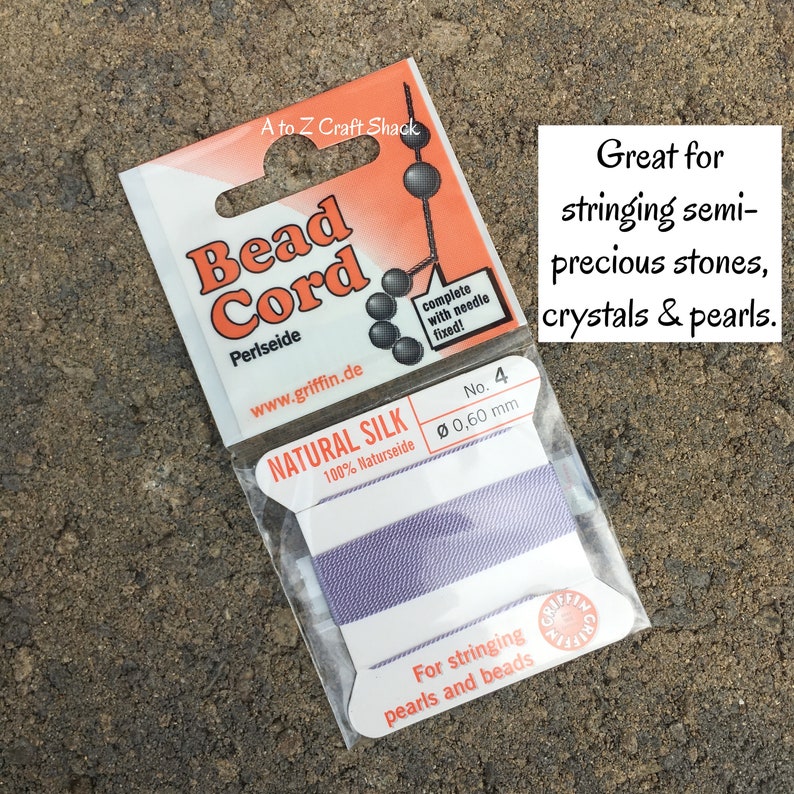 A to Z Craft Shack
Bead
Cord
Perlseide
www.griffin.de
complete
with needle
fixed!
Great for
stringing semi-
precious stones,
crystals & pearls.
NATURAL SILK
100% Naturseide
No. 4
Ø 0,60 mm
GRIFFIN GRIFFIN
For stringing
pearls and beads